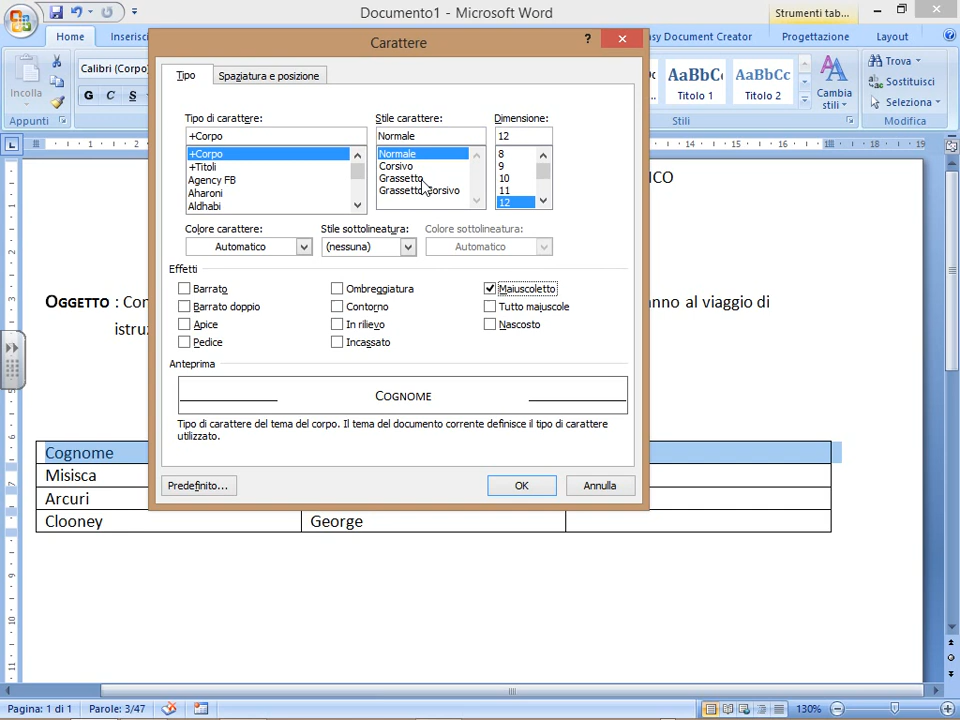 Documento1 - Microsoft Word
Strumenti tab...
Home
Inserisci
asy Document Creator
Progettazione
Layout
Incolla
Calibri (Corpo)
G C S
AaBbC
AaBbCc
Titolo 1
Titolo 2
Cambia
stili
Trova
Sostituisci
Seleziona
Appunti
Stili
Modifica
Carattere
Tipo
Spaziatura e posizione
Tipo di carattere:
Stile carattere:
Dimensione:
+Corpo
Normale
12
+Corpo
+Titoli
Agency FB
Aharoni
Aldhabi
Normale
Corsivo
Grassetto
Grassetto Corsivo
8
9
10
11
12
Colore carattere:
Stile sottolineatura:
Colore sottolineatura:
Automatico
(nessuna)
Automatico
Effetti
Barrato
Ombreggiatura
Maiuscoletto
Barrato doppio
Contorno
Tutto maiuscole
Apice
In rilievo
Nascosto
Pedice
Incassato
Anteprima
COGNOME
Tipo di carattere del tema del corpo. Il tema del documento corrente definisce il tipo di carattere
utilizzato.
Predefinito...
OK
Annulla
ICO
OGGETTO : Con
anno al viaggio di
istruz
Cognome
Misisca
Arcuri
Clooney George
Pagina: 1 di 1
Parole: 3/47
130%